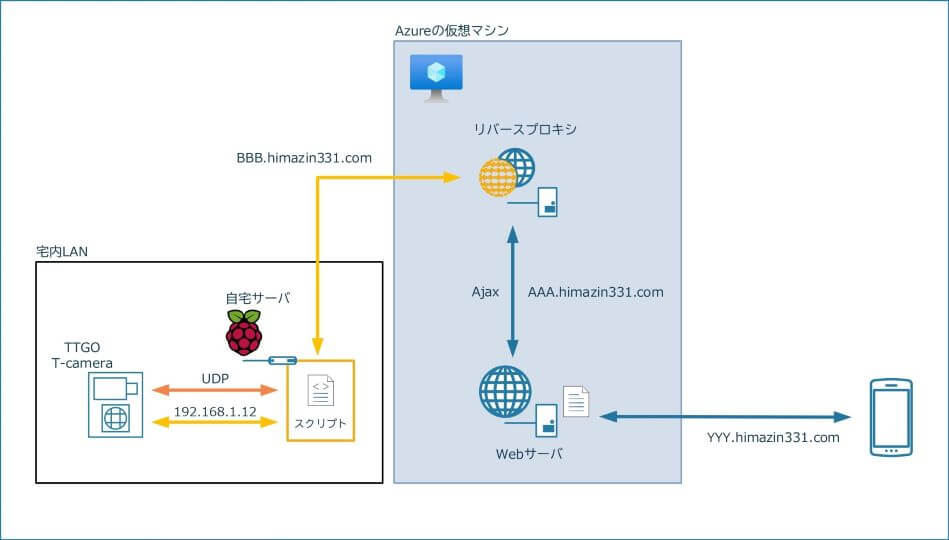 Azureの仮想マシン
リバースプロキシ
BBB.himazin331.com
宅内LAN
自宅サーバ
Ajax
AAA.himazin331.com
TTGO
T-camera
UDP
<>
192.168.1.12
スクリプト
YYY.himazin331.com
Webサーバ